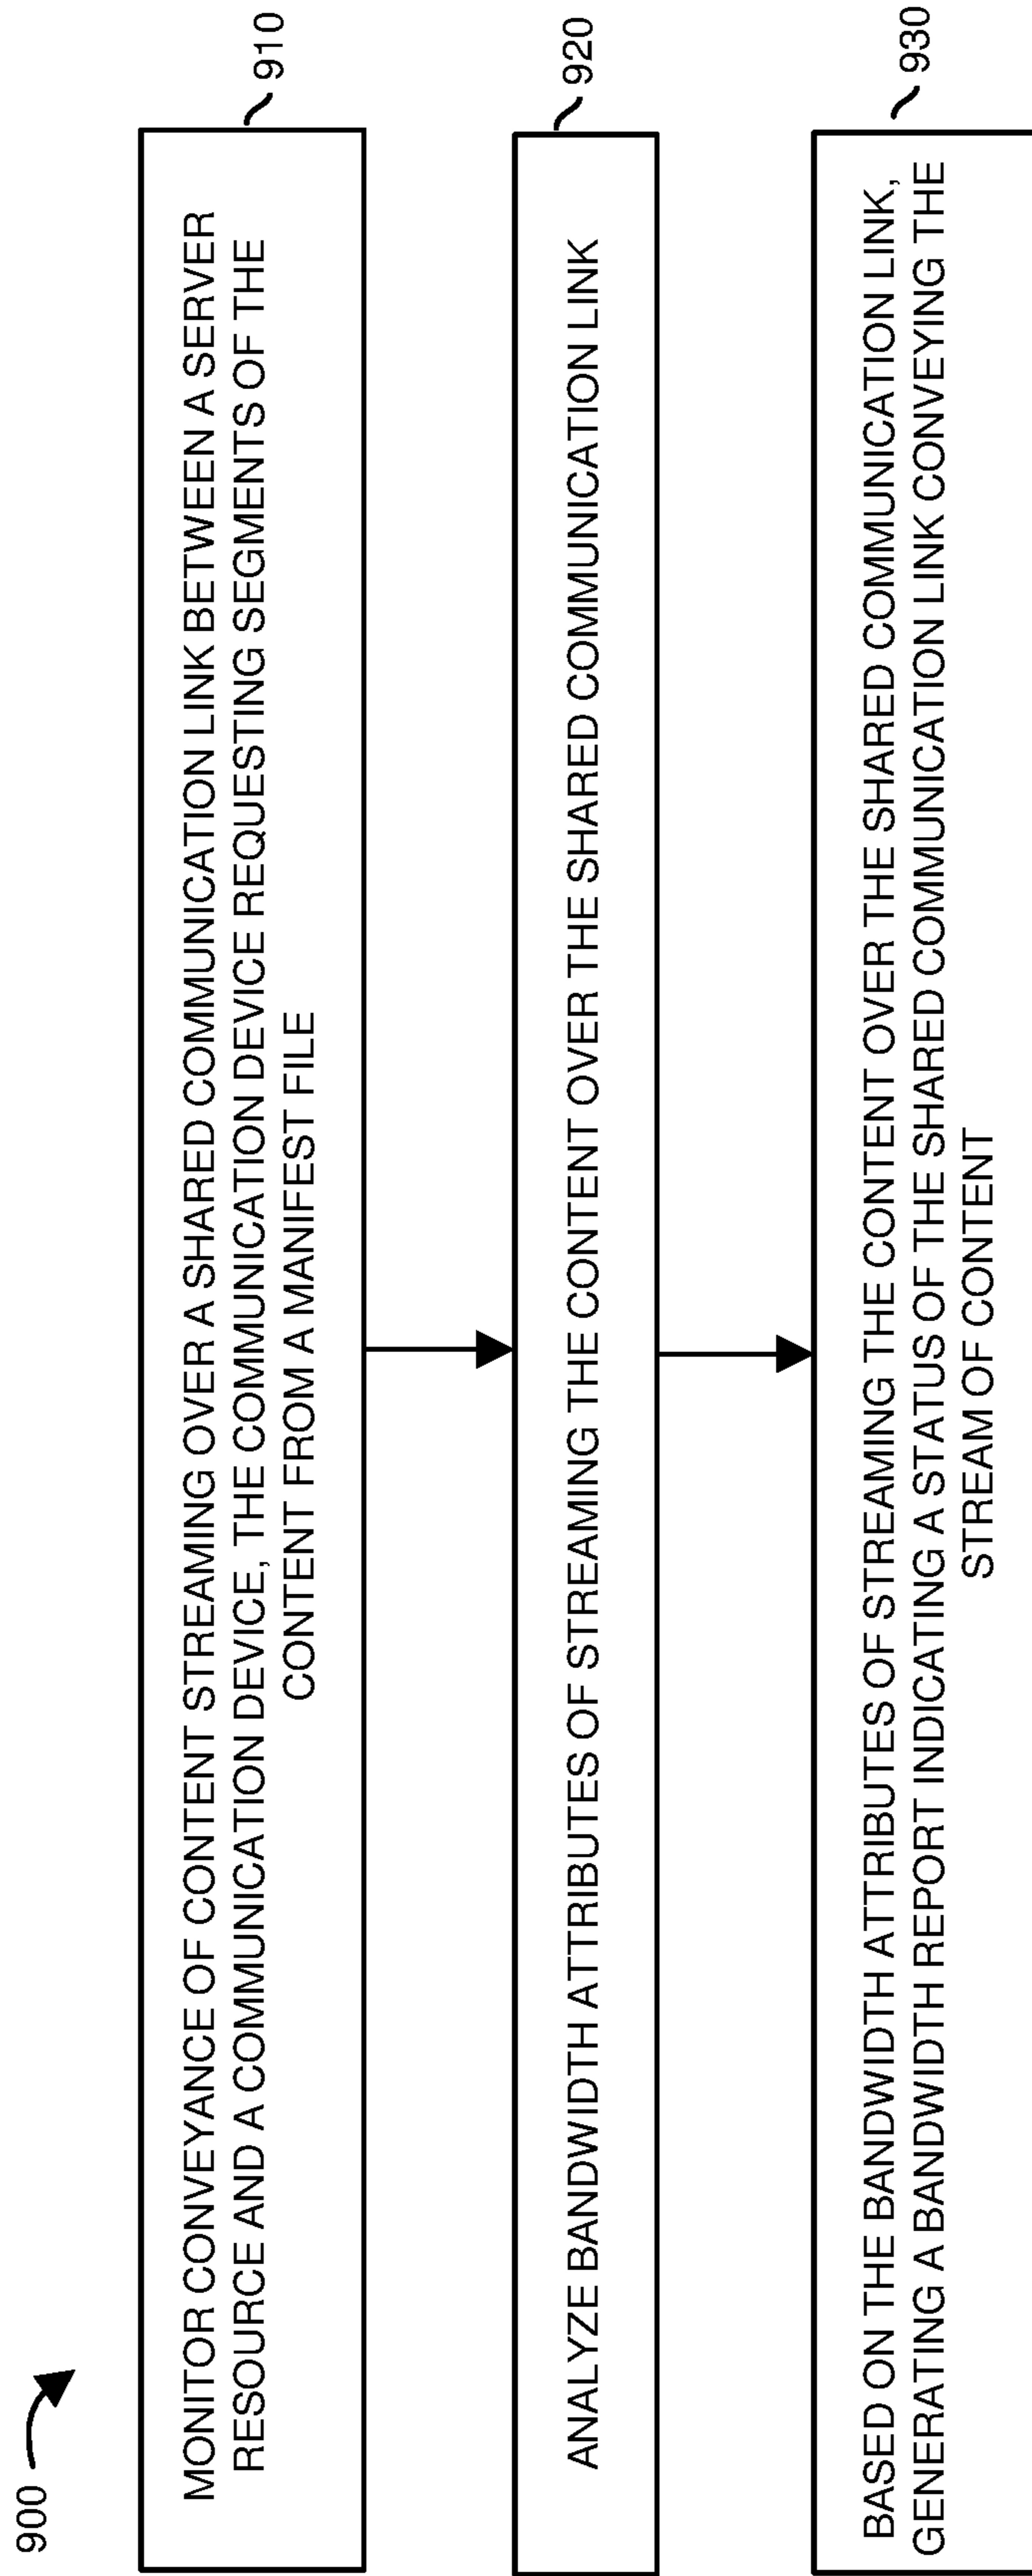 900
MONITOR CONVEYANCE OF CONTENT STREAMING OVER A SHARED COMMUNICATION LINK BETWEEN A SERVER
RESOURCE AND A COMMUNICATION DEVICE, THE COMMUNICATION DEVICE REQUESTING SEGMENTS OF THE
CONTENT FROM A MANIFEST FILE
910
ANALYZE BANDWIDTH ATTRIBUTES OF STREAMING THE CONTENT OVER THE SHARED COMMUNICATION LINK
920
BASED ON THE BANDWIDTH ATTRIBUTES OF STREAMING THE CONTENT OVER THE SHARED COMMUNICATION LINK,
GENERATING A BANDWIDTH REPORT INDICATING A STATUS OF THE SHARED COMMUNICATION LINK CONVEYING THE
STREAM OF CONTENT
930